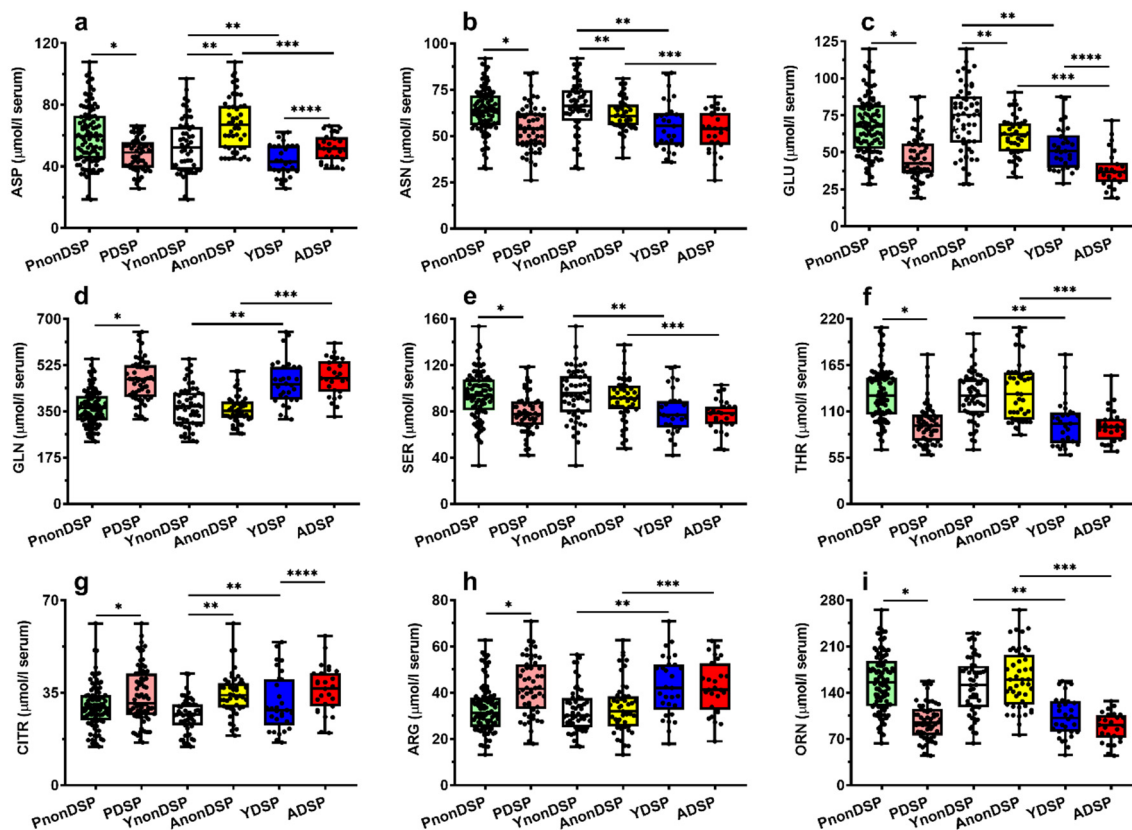 a
ASP (μmol/l serum)
120
80
40
0
*
**
**
***
****
PnonDSP
PDSP
YnonDSP
AnonDSP
YDSP
ADSP
b
ASN (μmol/l serum)
100
75
50
25
0
*
**
**
***
PnonDSP
PDSP
YnonDSP
AnonDSP
YDSP
ADSP
c
GLU (μmol/l serum)
125
100
75
50
25
0
*
**
**
****
***
PnonDSP
PDSP
YnonDSP
AnonDSP
YDSP
ADSP
d
GLN (μmol/l serum)
700
525
350
175
0
*
***
**
PnonDSP
PDSP
YnonDSP
AnonDSP
YDSP
ADSP
e
SER (μmol/l serum)
160
120
80
40
0
*
**
***
PnonDSP
PDSP
YnonDSP
AnonDSP
YDSP
ADSP
f
THR (μmol/l serum)
220
165
110
55
0
*
***
**
PnonDSP
PDSP
YnonDSP
AnonDSP
YDSP
ADSP
g
CITR (μmol/l serum)
70
35
0
*
**
**
****
PnonDSP
PDSP
YnonDSP
AnonDSP
YDSP
ADSP
h
ARG (μmol/l serum)
80
60
40
20
0
*
***
**
PnonDSP
PDSP
YnonDSP
AnonDSP
YDSP
ADSP
i
ORN (μmol/l serum)
280
210
140
70
0
*
***
**
PnonDSP
PDSP
YnonDSP
AnonDSP
YDSP
ADSP